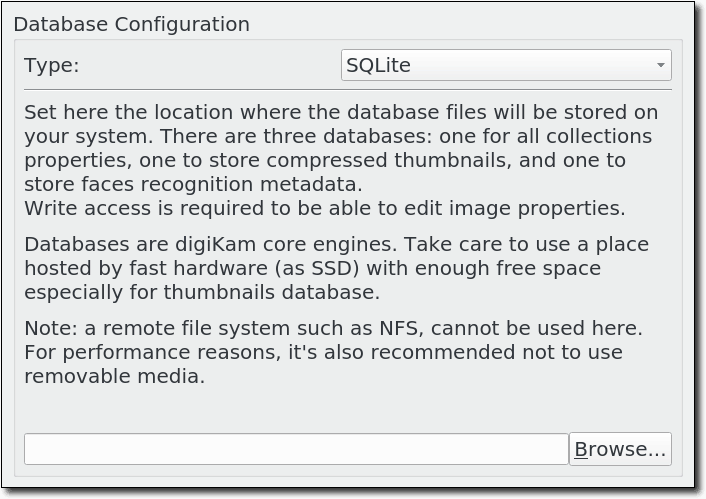 Database Configuration
Type:
SQLite
Set here the location where the database files will be stored on
your system. There are three databases: one for all collections
properties, one to store compressed thumbnails, and one to
store faces recognition metadata.
Write access is required to be able to edit image properties.
Databases are digiKam core engines. Take care to use a place
hosted by fast hardware (as SSD) with enough free space
especially for thumbnails database.
Note: a remote file system such as NFS, cannot be used here.
For performance reasons, it's also recommended not to use
removable media.
Browse...